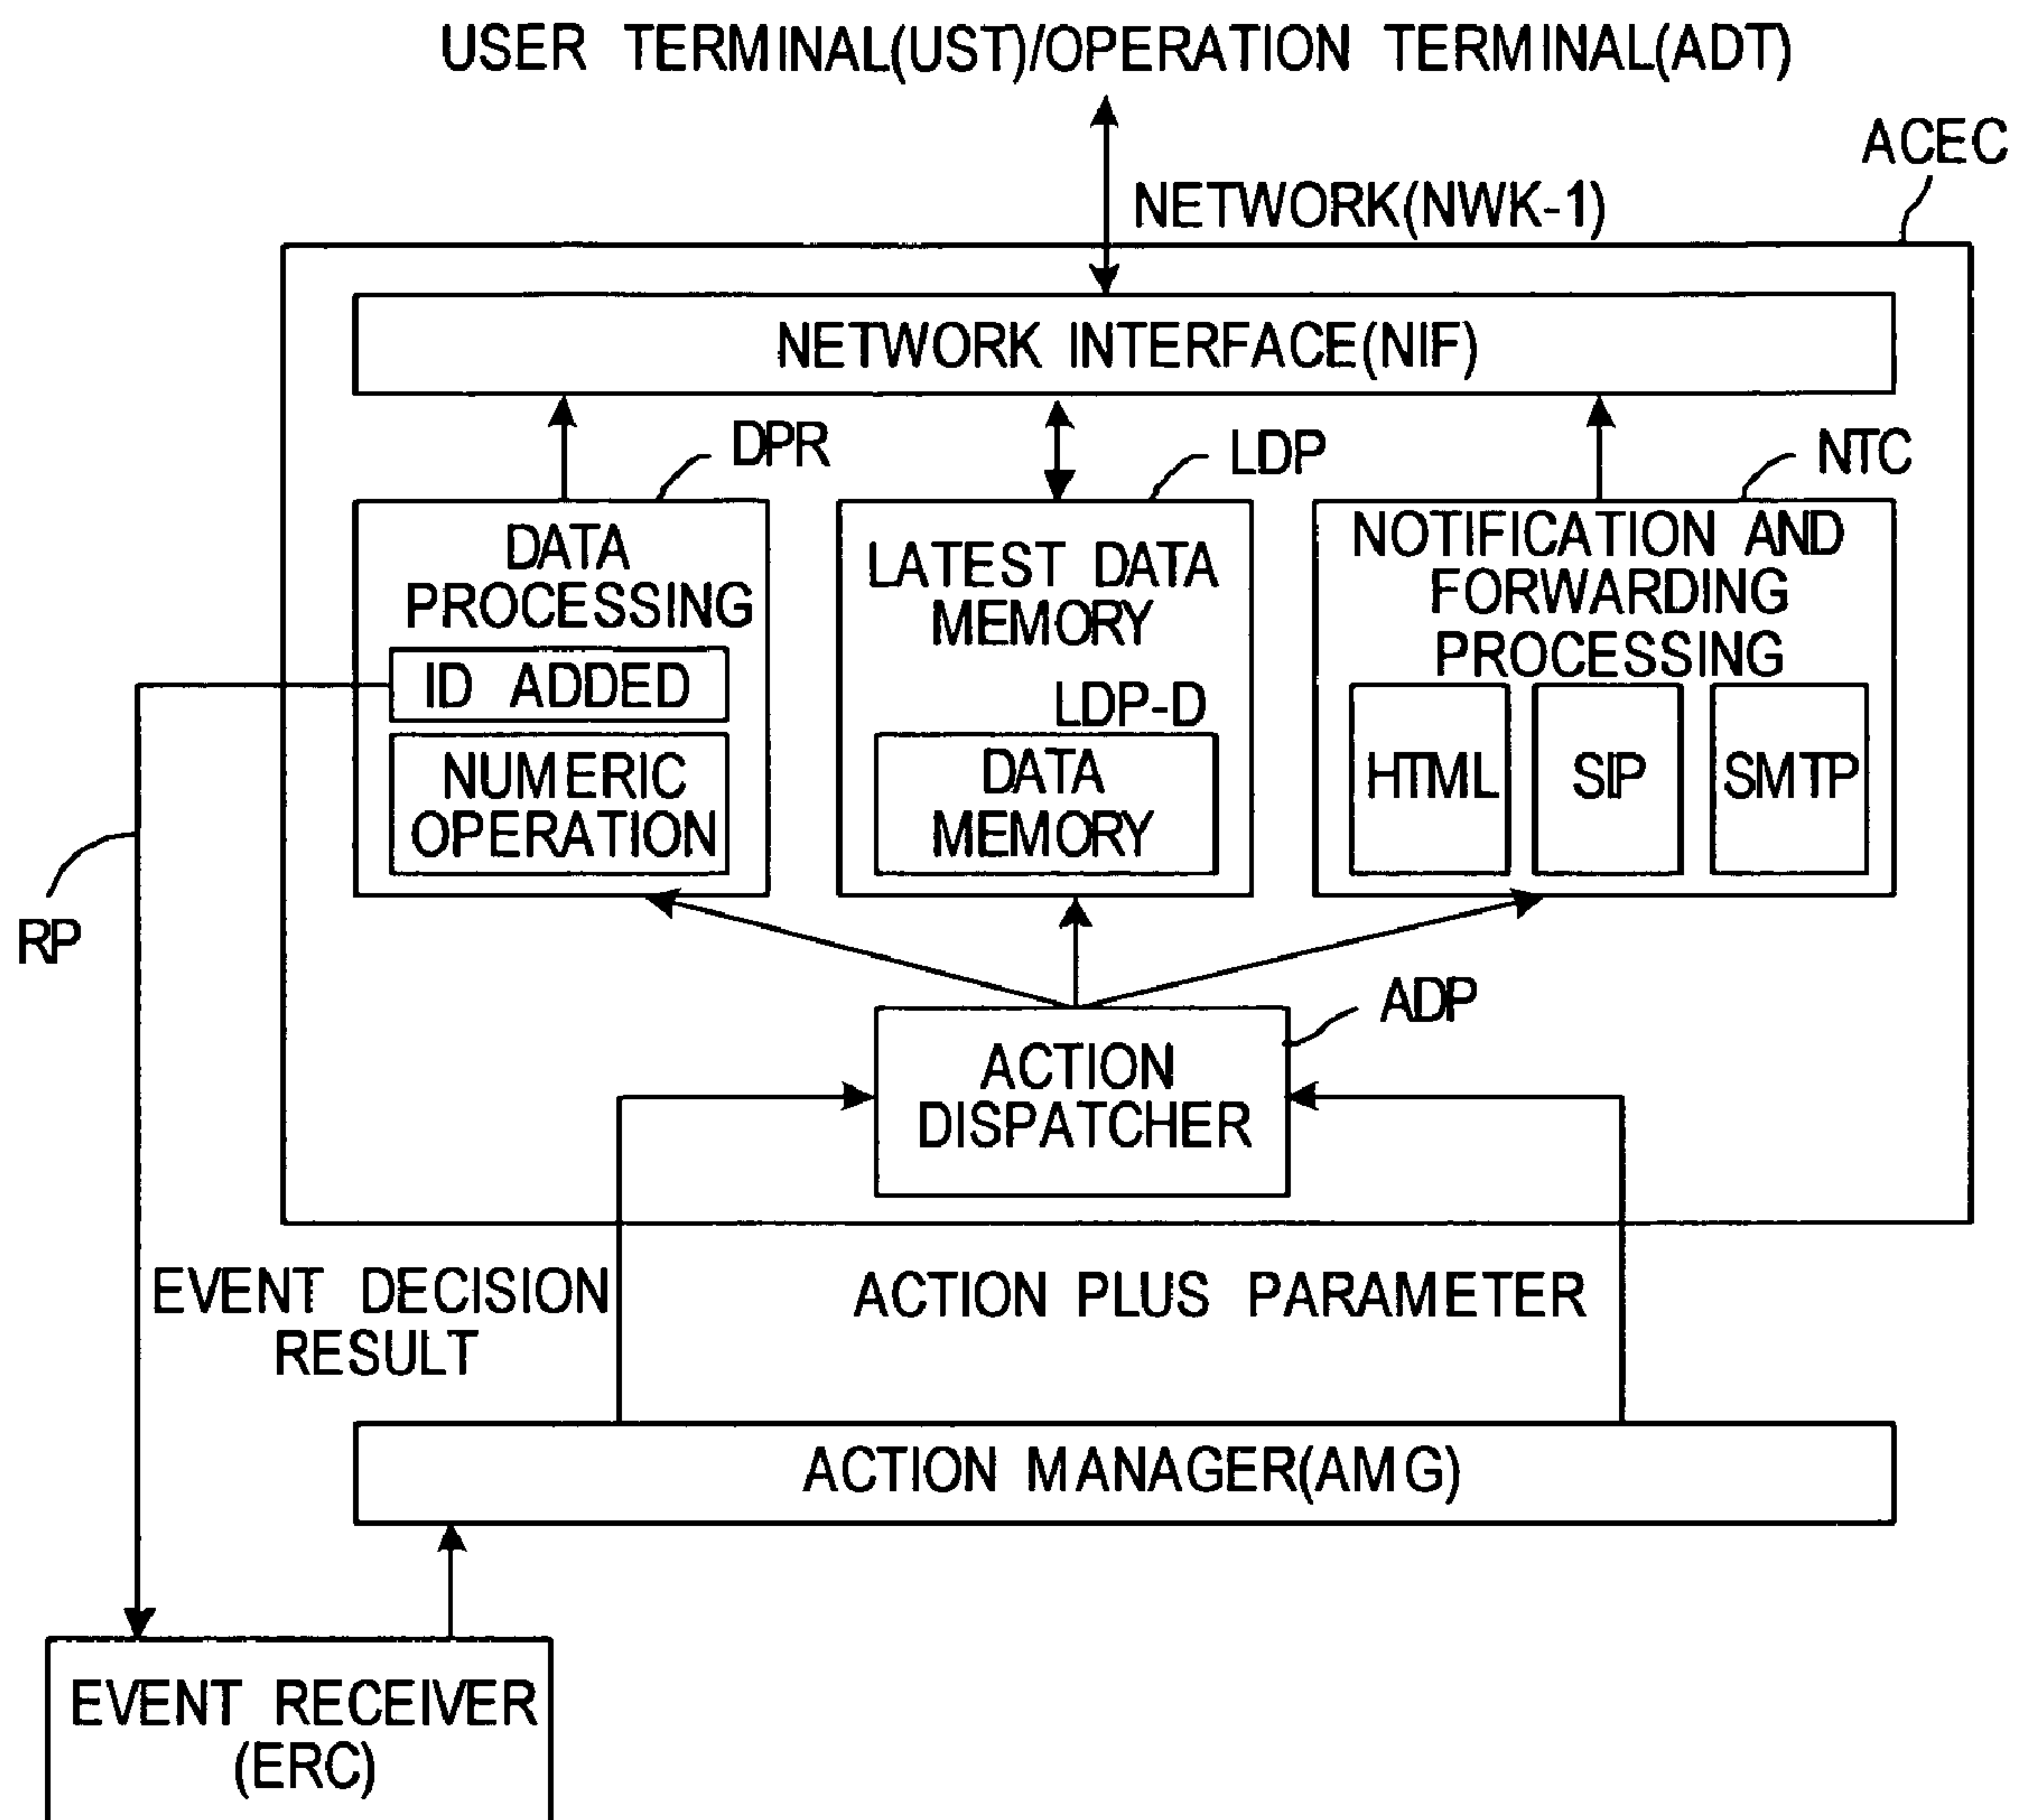 USER TERMINAL(UST)/OPERATION TERMINAL(ADT)
ACEC
NETWORK(NWK-1)
NETWORK INTERFACE(NIF)
DPR
LDP
NTC
DATA
PROCESSING
ID ADDED
NUMERIC
OPERATION
LATEST DATA
MEMORY
LDP-D
DATA
MEMORY
NOTIFICATION AND
FORWARDING
PROCESSING
HTML
SIP
SMTP
RP
ADP
ACTION
DISPATCHER
EVENT DECISION
RESULT
ACTION PLUS PARAMETER
ACTION MANAGER(AMG)
EVENT RECEIVER
(ERC)